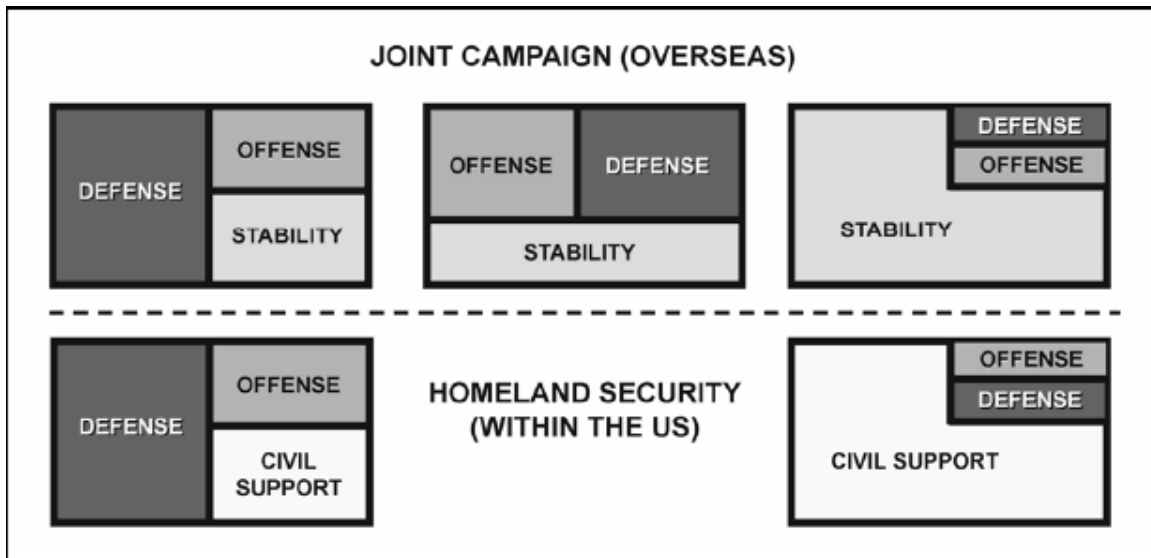 JOINT CAMPAIGN (OVERSEAS)
DEFENSE
OFFENSE
STABILITY
OFFENSE
DEFENSE
STABILITY
DEFENSE
OFFENSE
STABILITY
DEFENSE
OFFENSE
CIVIL
SUPPORT
HOMELAND SECURITY
(WITHIN THE US)
OFFENSE
DEFENSE
CIVIL SUPPORT